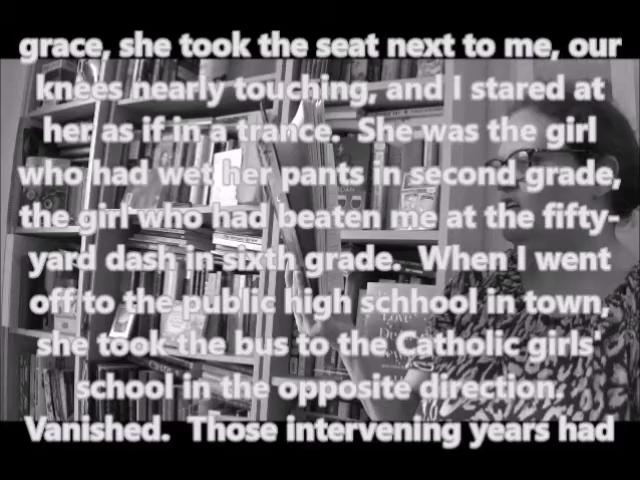 grace, she took the seat next to me, our
knees nearly touching, and I stared at
her as if in a trance.  She was the girl
who had wet her pants in second grade,
the girl who had beaten me at the fifty-
yard dash in sixth grade.  When I went
off to the public high schhool in town,
she took the bus to the Catholic girls'
school in the opposite direction.
Vanished.  Those intervening years had